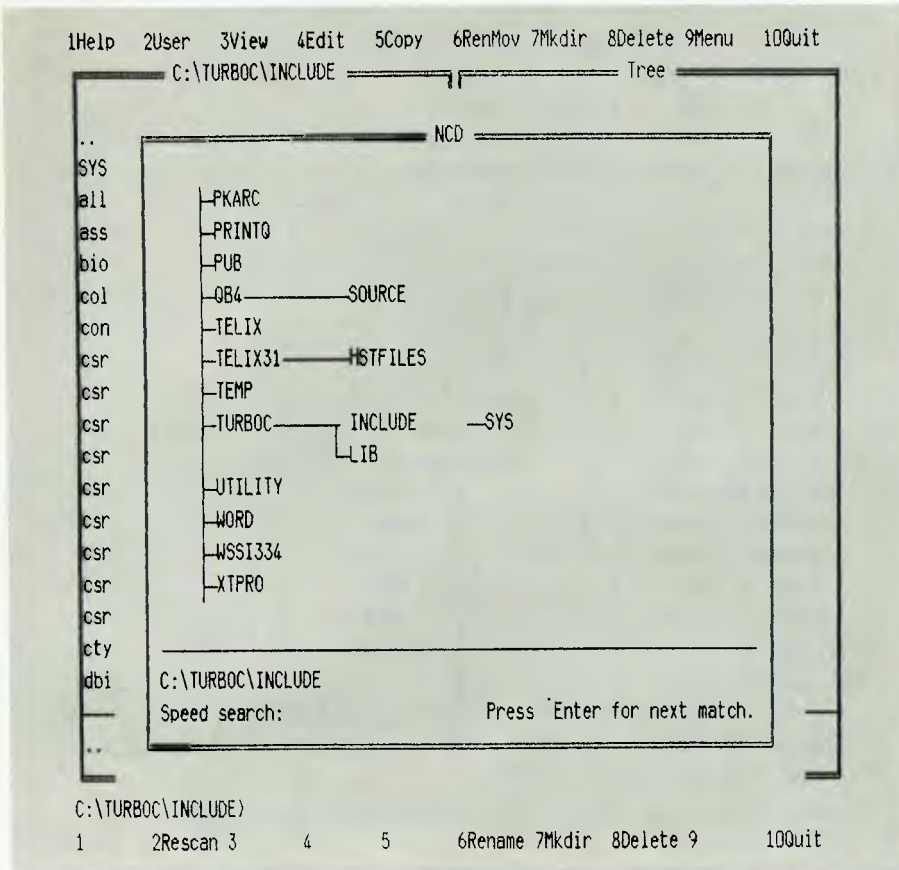 1Help 2User 3View 4Edit 5Copy 6RenMov 7Mkdir 8Delete 9Menu 10Quit
C:\TURBOC\INCLUDE Tree
NCD
..
SYS
all PKARC
ass PRINTQ
bio PUB
col QB4 SOURCE
con TELIX
csr TELIX31 HSTFILES
csr TEMP
csr TURBOC INCLUDE SYS
csr LIB
csr UTILITY
csr WORD
csr WSSI334
csr XTPRO
csr
cty
dbi C:\TURBOC\INCLUDE
Speed search: Press ^Enter for next match.
..
C:\TURBOC\INCLUDE)
1 2Rescan 3 4 5 6Rename 7Mkdir 8Delete 9 10Quit